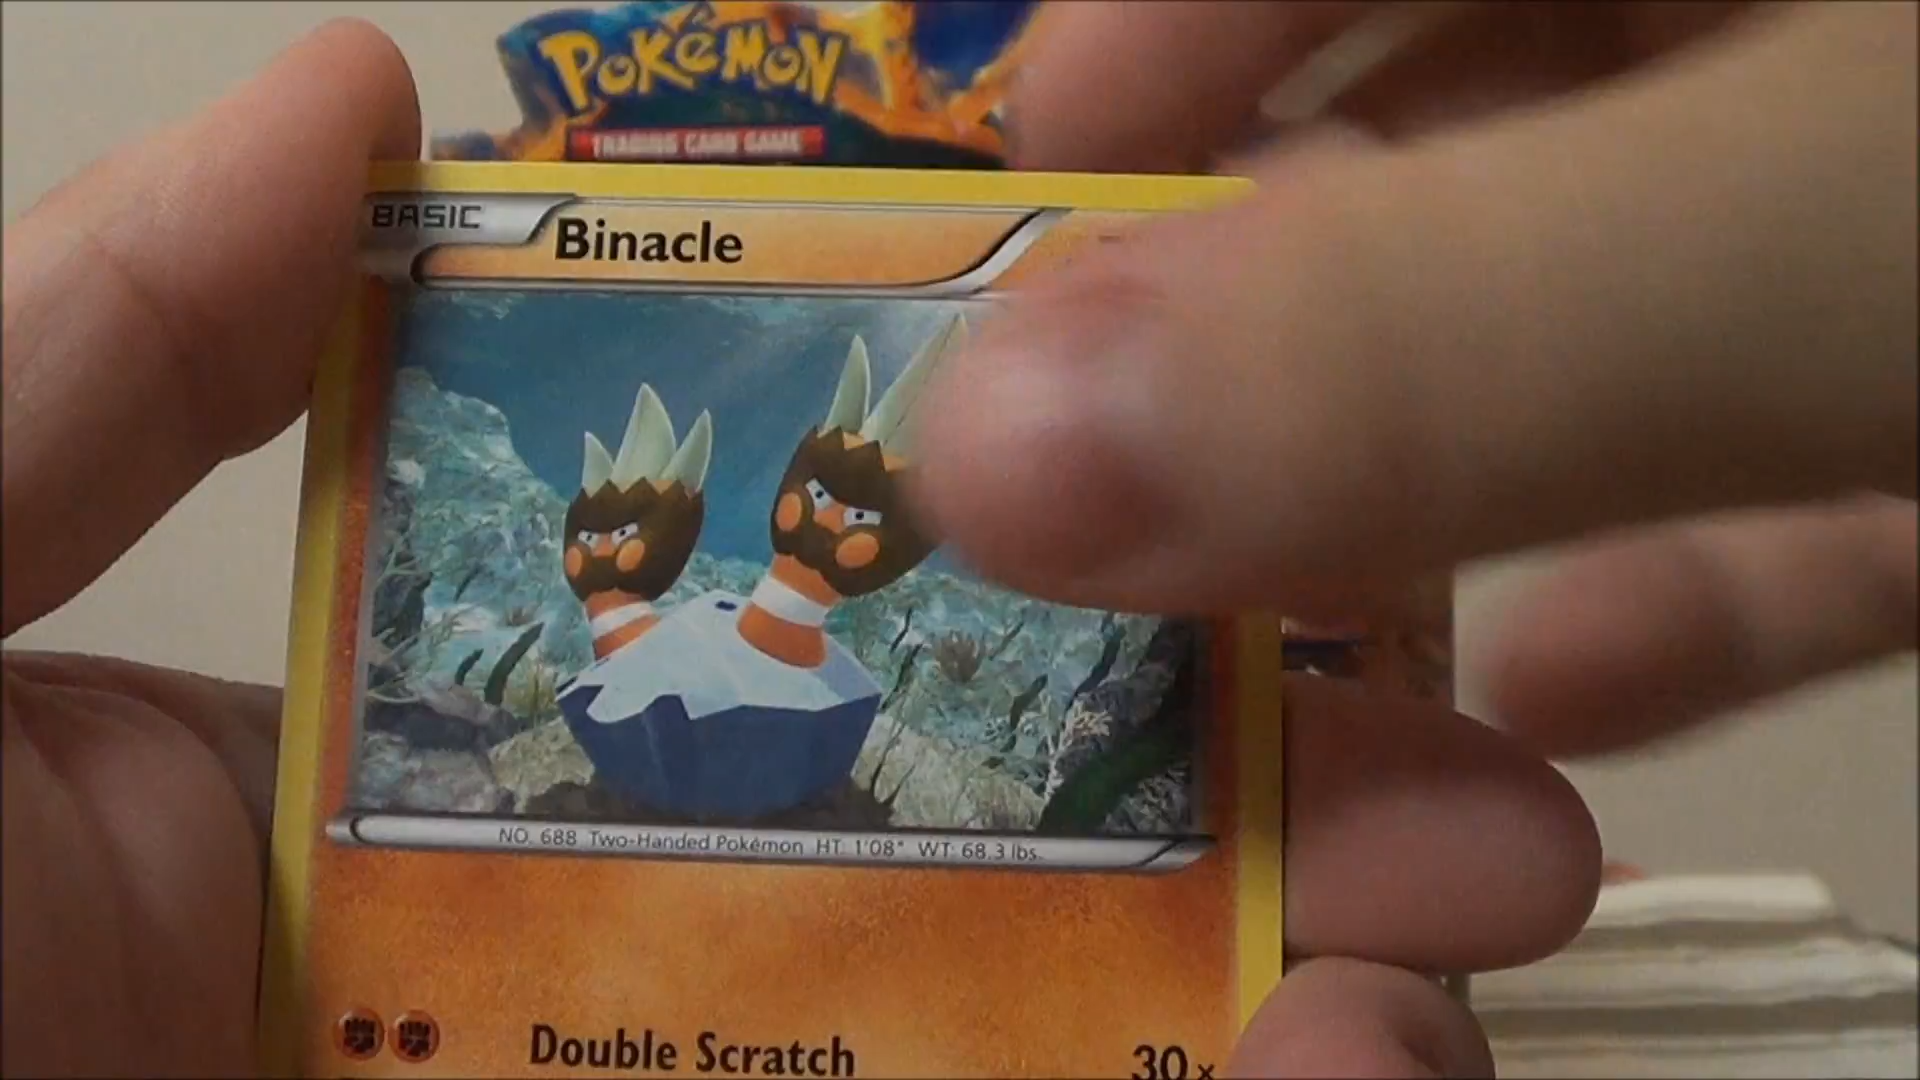 POKÉMON
TRADING CARD GAME
BASIC
Binacle
NO. 688 Two-Handed Pokémon HT: 1'08" WT: 68.3 lbs.
Double Scratch 30×